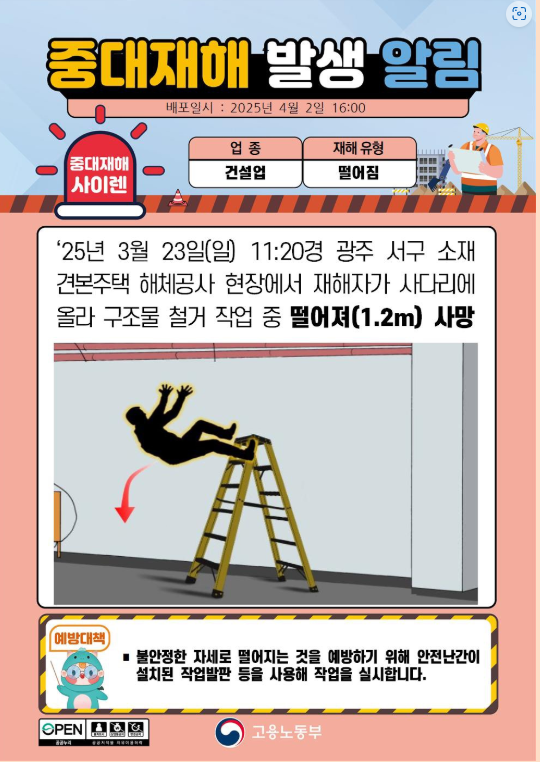 중대재해 발생 알림
배포일시 : 2025년 4월 2일 16:00
중대재해
사이렌
업 종
재해 유형
건설업
떨어짐
‘25년 3월 23일(일) 11:20경 광주 서구 소재
견본주택 해체공사 현장에서 재해자가 사다리에
올라 구조물 철거 작업 중 떨어져(1.2m) 사망
예방대책
▪ 불안정한 자세로 떨어지는 것을 예방하기 위해 안전난간이
설치된 작업발판 등을 사용해 작업을 실시합니다.
OPEN
공공누리
고용노동부